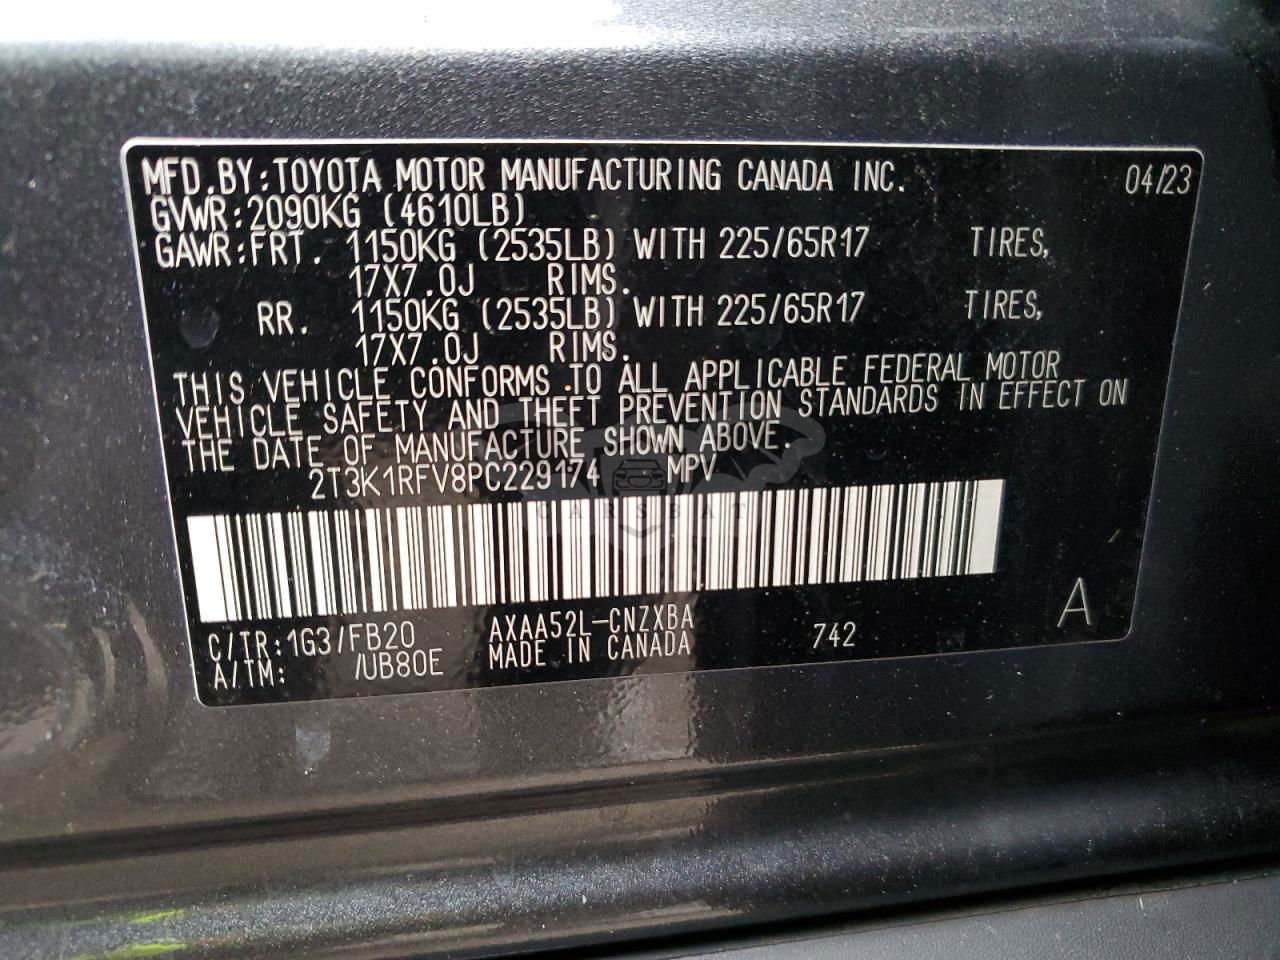 MFD.BY:TOYOTA MOTOR MANUFACTURING CANADA INC. 04/23
GVWR:2090KG (4610LB)
GAWR:FRT. 1150KG (2535LB) WITH 225/65R17 TIRES,
17X7.0J RIMS.
RR. 1150KG (2535LB) WITH 225/65R17 TIRES,
17X7.0J RIMS.
THIS VEHICLE CONFORMS TO ALL APPLICABLE FEDERAL MOTOR
VEHICLE SAFETY AND THEFT PREVENTION STANDARDS IN EFFECT ON
THE DATE OF MANUFACTURE SHOWN ABOVE.
2T3K1RFV8PC229174 MPV
CARSBAT
C/TR:1G3/FB20 AXAA52L-CNZXBA 742 A
A/TM: /UB80E MADE IN CANADA